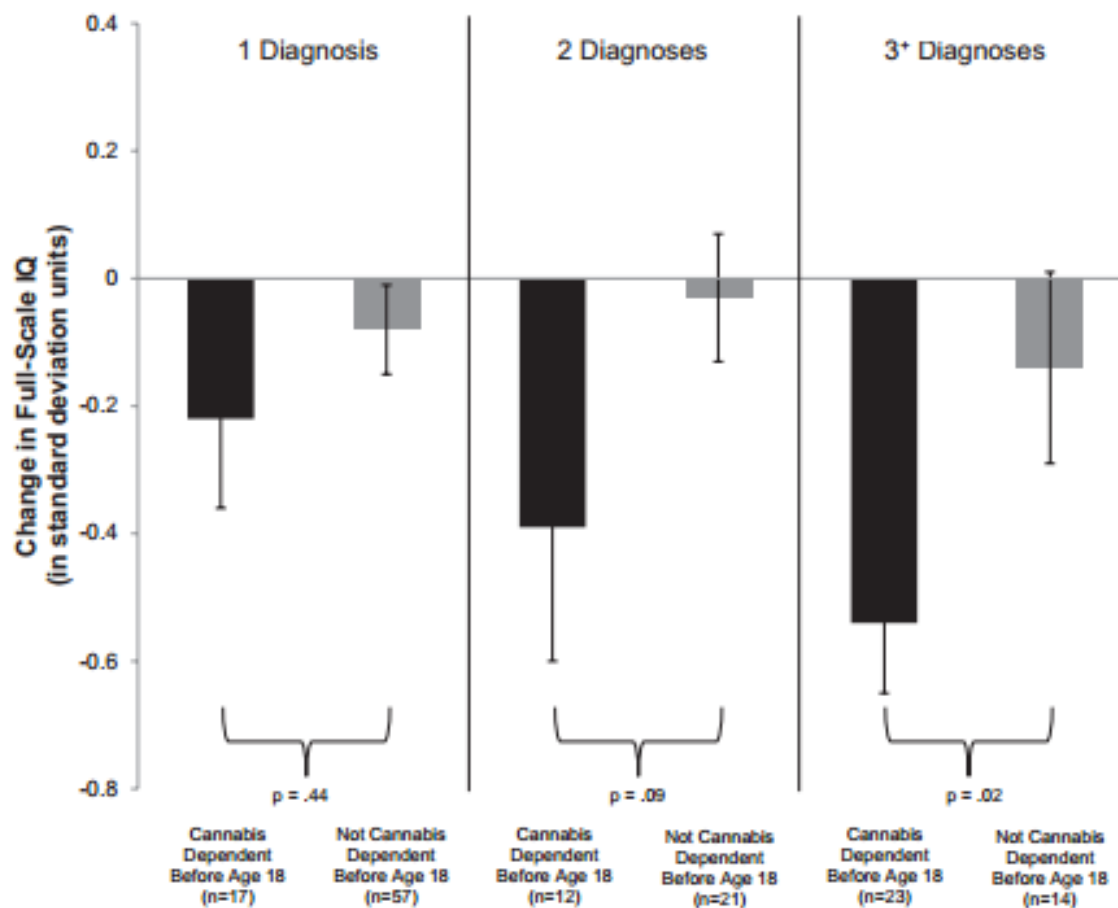 1 Diagnosis
2 Diagnoses
3+ Diagnoses
Change in Full-Scale IQ
(in standard deviation units)
0.4
0.2
0
-0.2
-0.4
-0.6
-0.8
p = .44
p = .09
p = .02
Cannabis
Dependent
Before Age 18
(n=17)
Not Cannabis
Dependent
Before Age 18
(n=57)
Cannabis
Dependent
Before Age 18
(n=12)
Not Cannabis
Dependent
Before Age 18
(n=21)
Cannabis
Dependent
Before Age 18
(n=23)
Not Cannabis
Dependent
Before Age 18
(n=14)